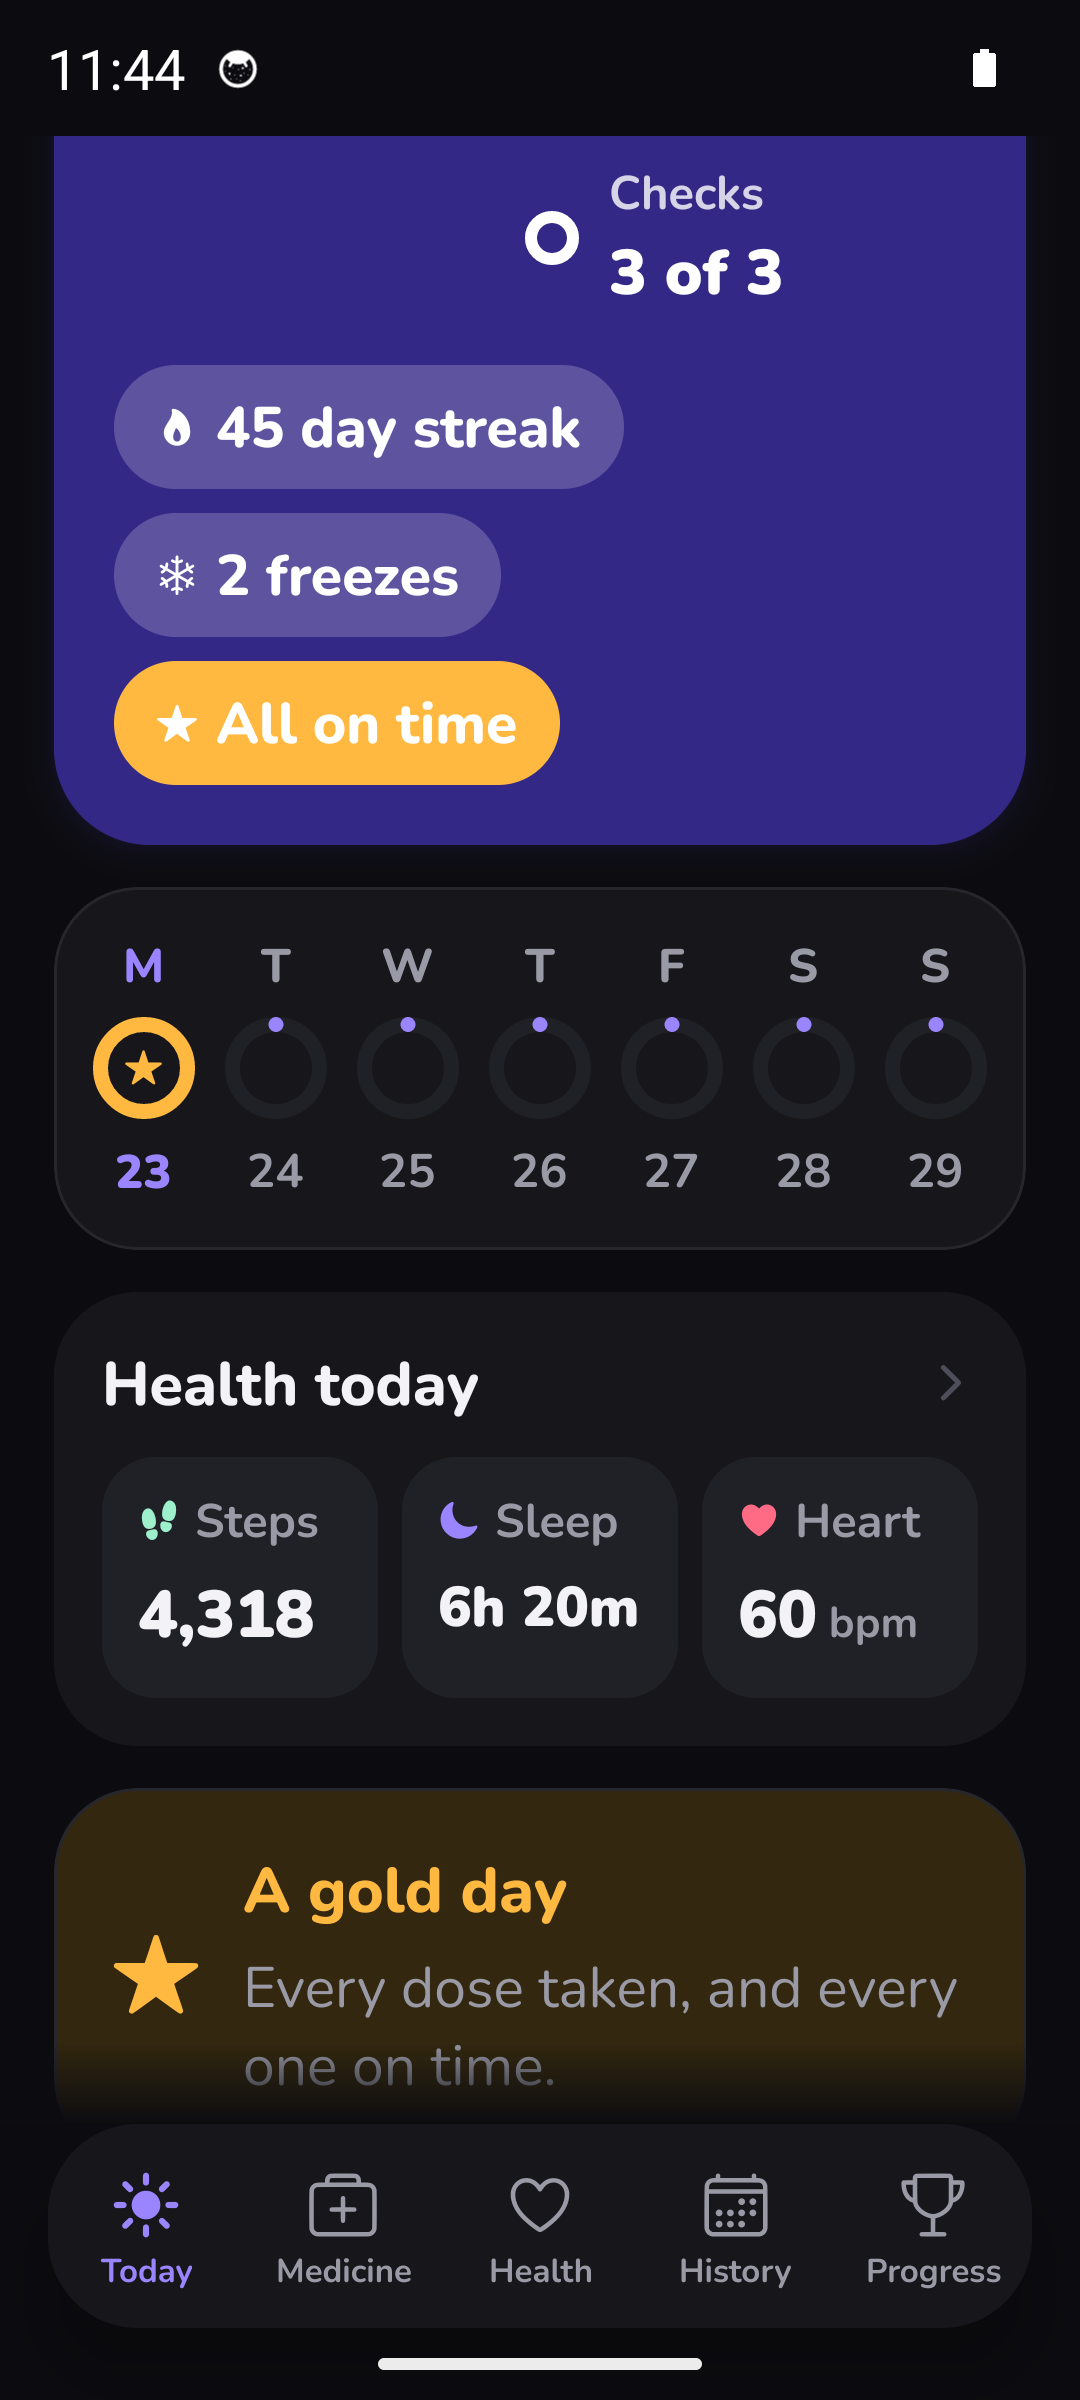 11:44
Checks
3 of 3
45 day streak
2 freezes
All on time
M T W T F S S
23 24 25 26 27 28 29
Health today
Steps Sleep Heart
4,318 6h 20m 60 bpm
A gold day
Every dose taken, and every
one on time.
Today Medicine Health History Progress